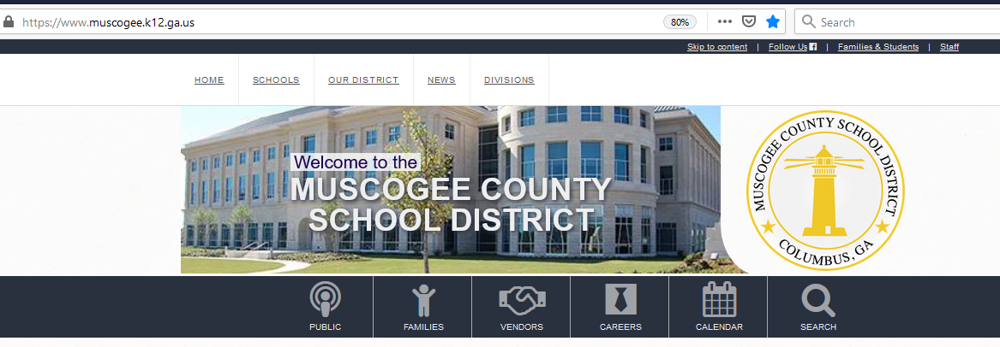 https://www.muscogee.k12.ga.us 80% Search
Skip to content | Follow Us | Families & Students | Staff
HOME SCHOOLS OUR DISTRICT NEWS DIVISIONS
Welcome to the
MUSCOGEE COUNTY
SCHOOL DISTRICT
MUSCOGEE COUNTY SCHOOL DISTRICT
COLUMBUS, GA
PUBLIC FAMILIES VENDORS CAREERS CALENDAR SEARCH